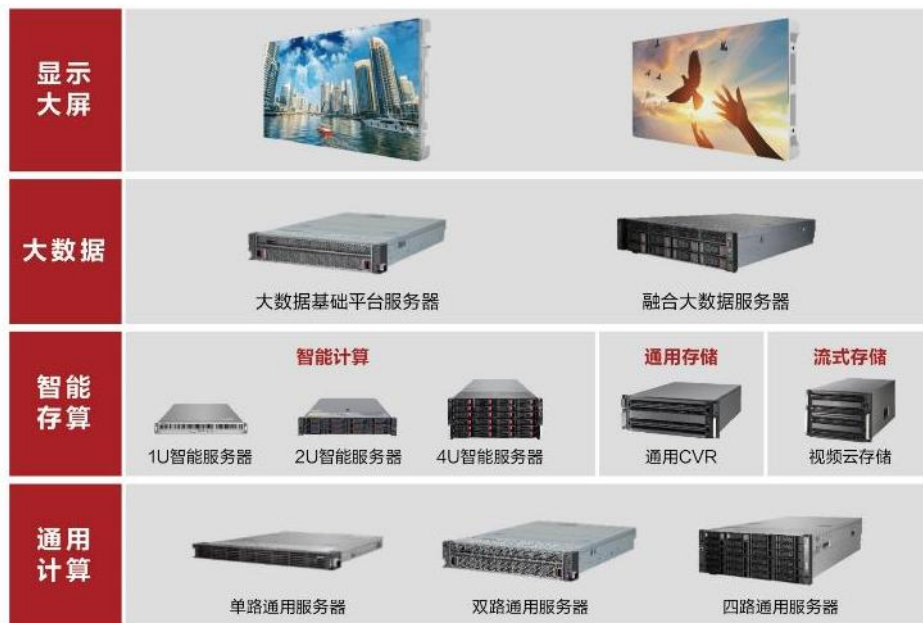 显示
大屏
大数据
大数据基础平台服务器
融合大数据服务器
智能
存算
智能计算
通用存储
流式存储
1U智能服务器
2U智能服务器
4U智能服务器
通用CVR
视频云存储
通用
计算
单路通用服务器
双路通用服务器
四路通用服务器